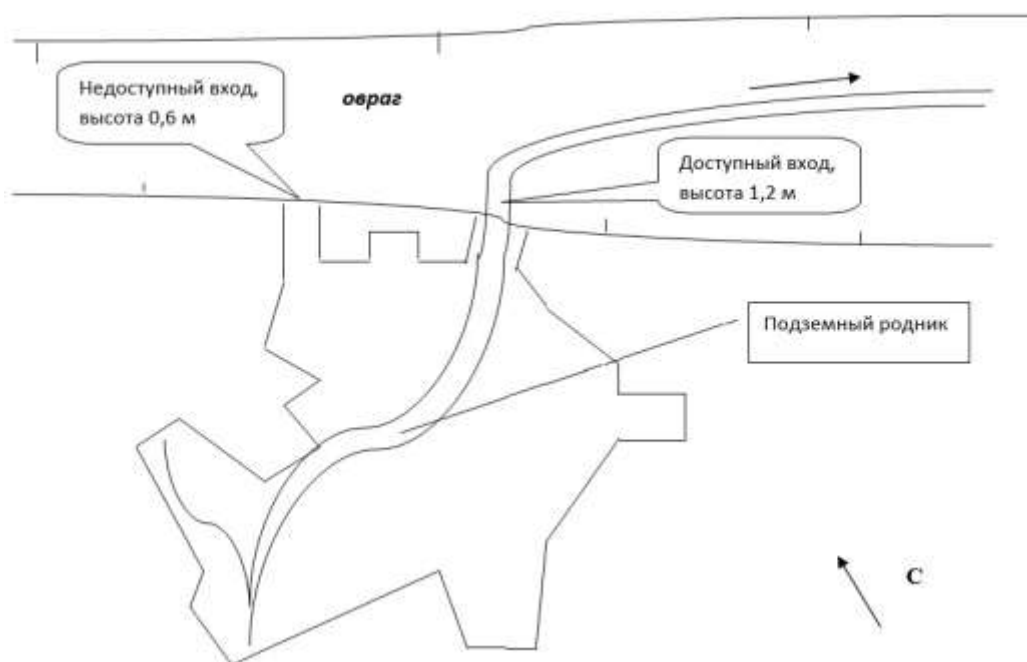 Недоступный вход,
высота 0,6 м
овраг
Доступный вход,
высота 1,2 м
Подземный родник
С